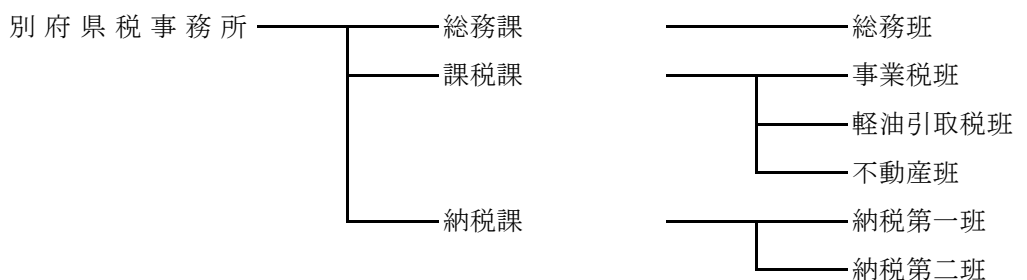 別府県税事務所 総務課 総務班
課税課 事業税班
軽油引取税班
不動産班
納税課 納税第一班
納税第二班